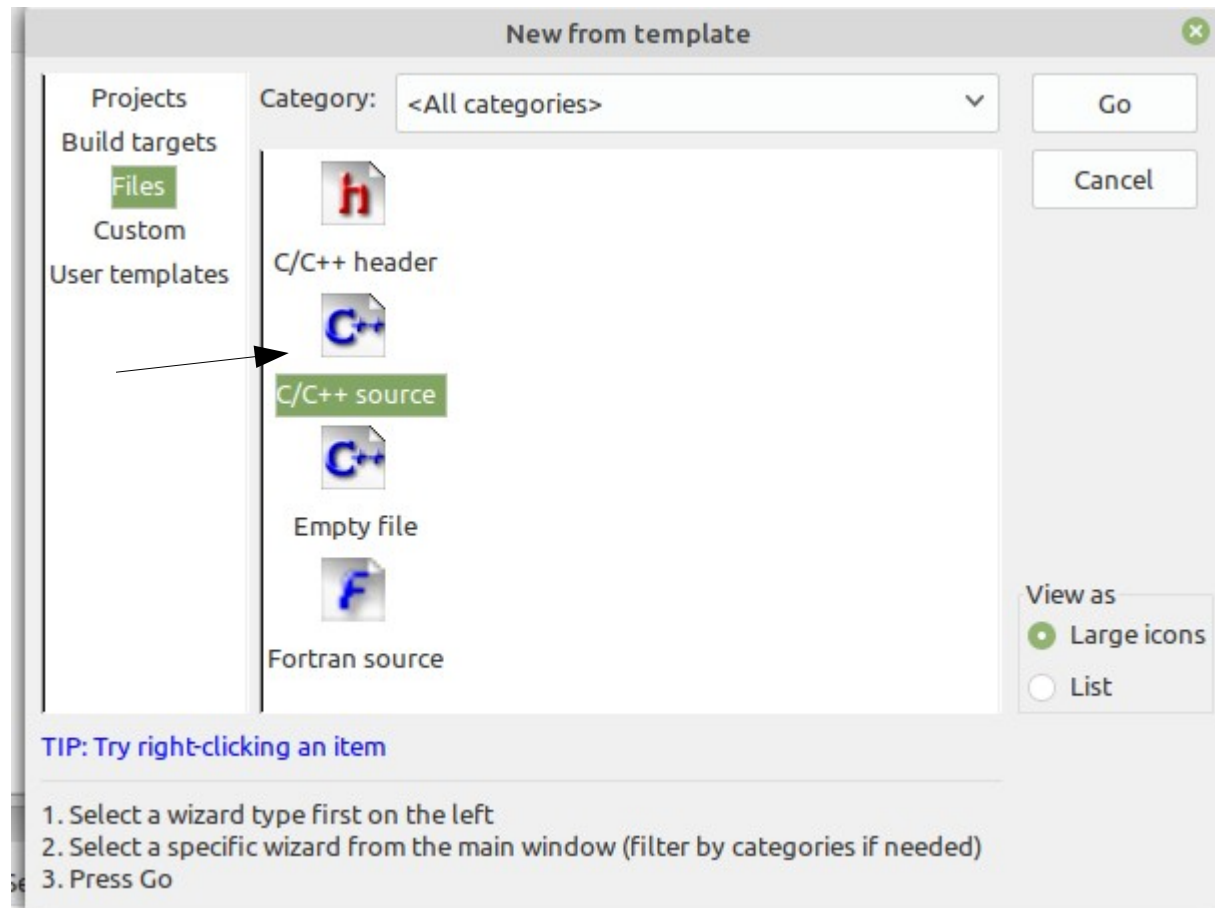 New from template
Projects
Build targets
Files
Custom
User templates
Category:
<All categories>
Go
Cancel
h
C/C++ header
C++
C/C++ source
C++
Empty file
F
Fortran source
View as
Large icons
List
TIP: Try right-clicking an item
1. Select a wizard type first on the left
2. Select a specific wizard from the main window (filter by categories if needed)
3. Press Go